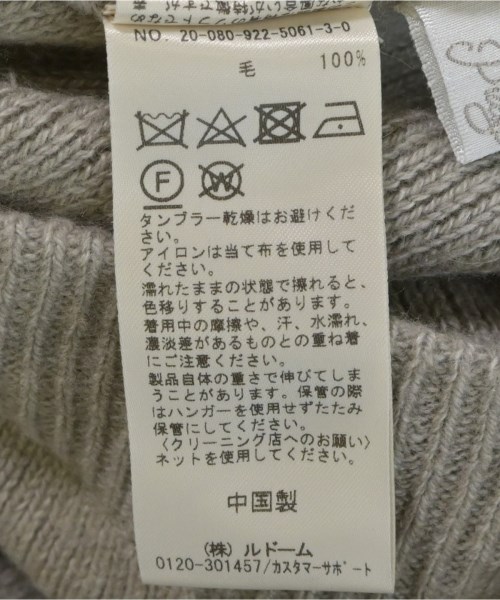 NO. 20-080-922-5061-3-0
毛 100%
F W
タンブラー乾燥はお避けくだ
さい。
アイロンは当て布を使用して
ください。
濡れたままの状態で擦れると、
色移りすることがあります。
着用中の摩擦や、汗、水濡れ、
濃淡差があるものとの重ね着
にご注意ください。
製品自体の重さで伸びてしま
うことがあります。保管の際
はハンガーを使用せずたたみ
保管にしてください。
〈クリーニング店へのお願い〉
ネットを使用ください。
中国製
(株) ルドーム
0120-301457/カスタマーサポート